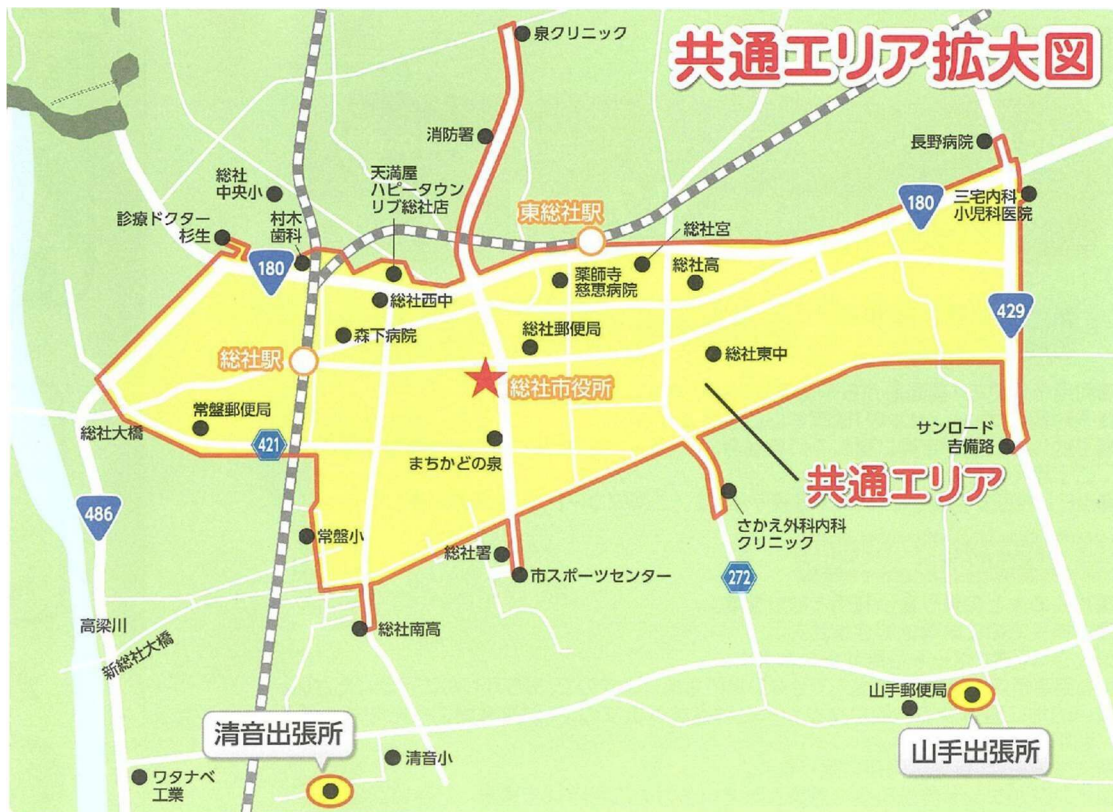 共通エリア拡大図
泉クリニック
消防署
長野病院
天満屋
ハピータウン
リブ総社店
総社
中央小
診療ドクター
杉生
村木
歯科
東総社駅
180
三宅内科
小児科医院
総社宮
180
薬師寺
慈恵病院
総社高
総社西中
429
森下病院
総社郵便局
総社駅
総社東中
総社市役所
常盤郵便局
総社大橋
421
まちかどの泉
サンロード
吉備路
共通エリア
486
さかえ外科内科
クリニック
常盤小
総社署
市スポーツセンター
272
高梁川
総社南高
新総社大橋
山手郵便局
清音出張所
山手出張所
清音小
ワタナベ
工業